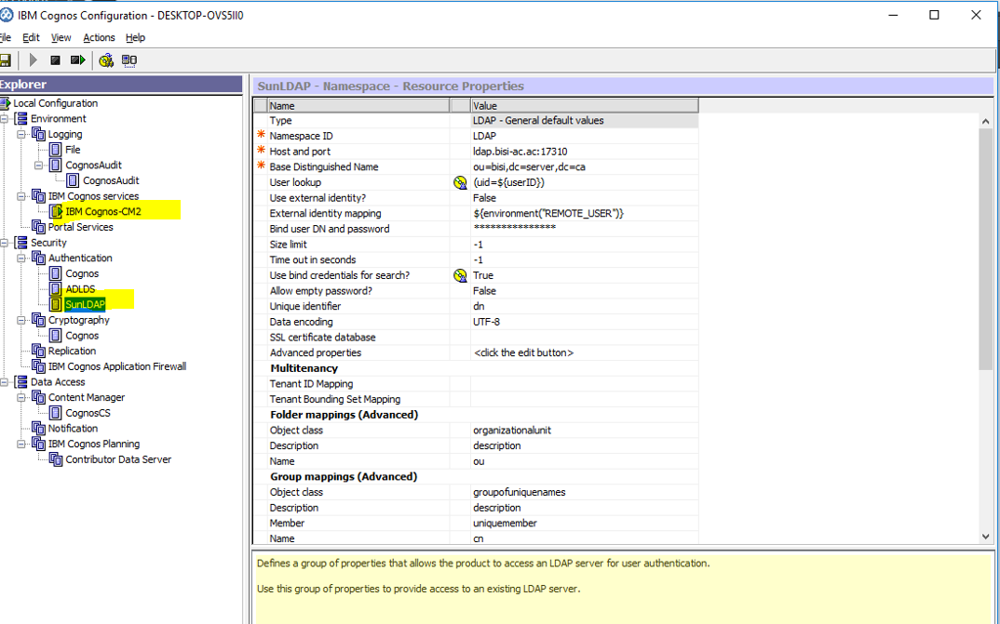 IBM Cognos Configuration - DESKTOP-OVS5II0
File Edit View Actions Help
Explorer
Local Configuration
Environment
Logging
File
CognosAudit
CognosAudit
IBM Cognos services
IBM Cognos-CM2
Portal Services
Security
Authentication
Cognos
ADLDS
SunLDAP
Cryptography
Cognos
Replication
IBM Cognos Application Firewall
Data Access
Content Manager
CognosCS
Notification
IBM Cognos Planning
Contributor Data Server
SunLDAP - Namespace - Resource Properties
Name Value
Type LDAP - General default values
* Namespace ID LDAP
* Host and port ldap.bisi-ac.ac:17310
* Base Distinguished Name ou=bisi,dc=server,dc=ca
User lookup (uid=${userID})
Use external identity? False
External identity mapping ${environment("REMOTE_USER")}
Bind user DN and password ***************
Size limit -1
Time out in seconds -1
Use bind credentials for search? True
Allow empty password? False
Unique identifier dn
Data encoding UTF-8
SSL certificate database
Advanced properties <click the edit button>
Multitenancy
Tenant ID Mapping
Tenant Bounding Set Mapping
Folder mappings (Advanced)
Object class organizationalunit
Description description
Name ou
Group mappings (Advanced)
Object class groupofuniquenames
Description description
Member uniquemember
Name cn
Defines a group of properties that allows the product to access an LDAP server for user authentication.
Use this group of properties to provide access to an existing LDAP server.